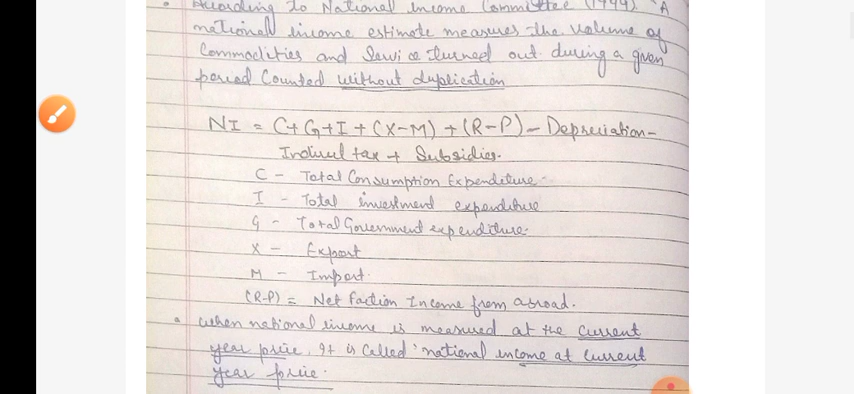 According to National income Committee (1949) "A
national income estimate measures the volume of
Commodities and Service turned out during a given
period Counted without duplication
NI = C+G+I+(X-M)+(R-P)-Depreciation-
Indirect tax + Subsidies.
C - Total Consumption Expenditure
I - Total investment expenditure
G - Total Government expenditure.
X - Export
M - Import.
(R-P) = Net faction Income from abroad.
when national income is measured at the current
year price, It is called 'national income at current
year price.